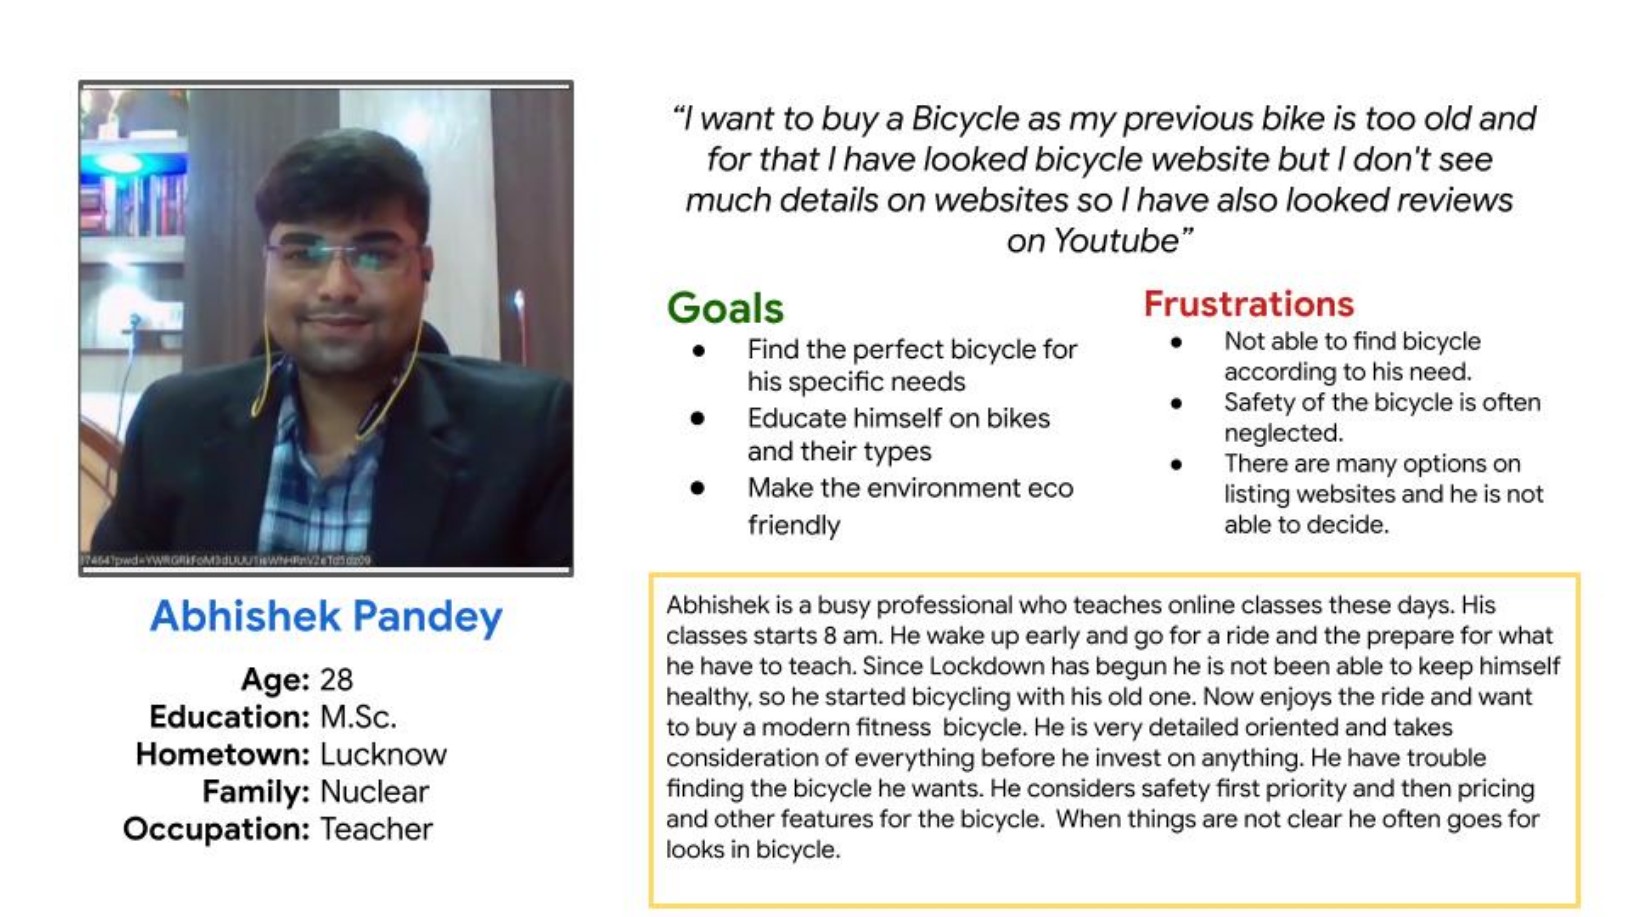 “I want to buy a Bicycle as my previous bike is too old and
for that I have looked bicycle website but I don't see
much details on websites so I have also looked reviews
on Youtube”
Abhishek Pandey
Age: 28
Education: M.Sc.
Hometown: Lucknow
Family: Nuclear
Occupation: Teacher
Goals
● Find the perfect bicycle for
his specific needs
● Educate himself on bikes
and their types
● Make the environment eco
friendly
Frustrations
● Not able to find bicycle
according to his need.
● Safety of the bicycle is often
neglected.
● There are many options on
listing websites and he is not
able to decide.
Abhishek is a busy professional who teaches online classes these days. His
classes starts 8 am. He wake up early and go for a ride and the prepare for what
he have to teach. Since Lockdown has begun he is not been able to keep himself
healthy, so he started bicycling with his old one. Now enjoys the ride and want
to buy a modern fitness  bicycle. He is very detailed oriented and takes
consideration of everything before he invest on anything. He have trouble
finding the bicycle he wants. He considers safety first priority and then pricing
and other features for the bicycle.  When things are not clear he often goes for
looks in bicycle.